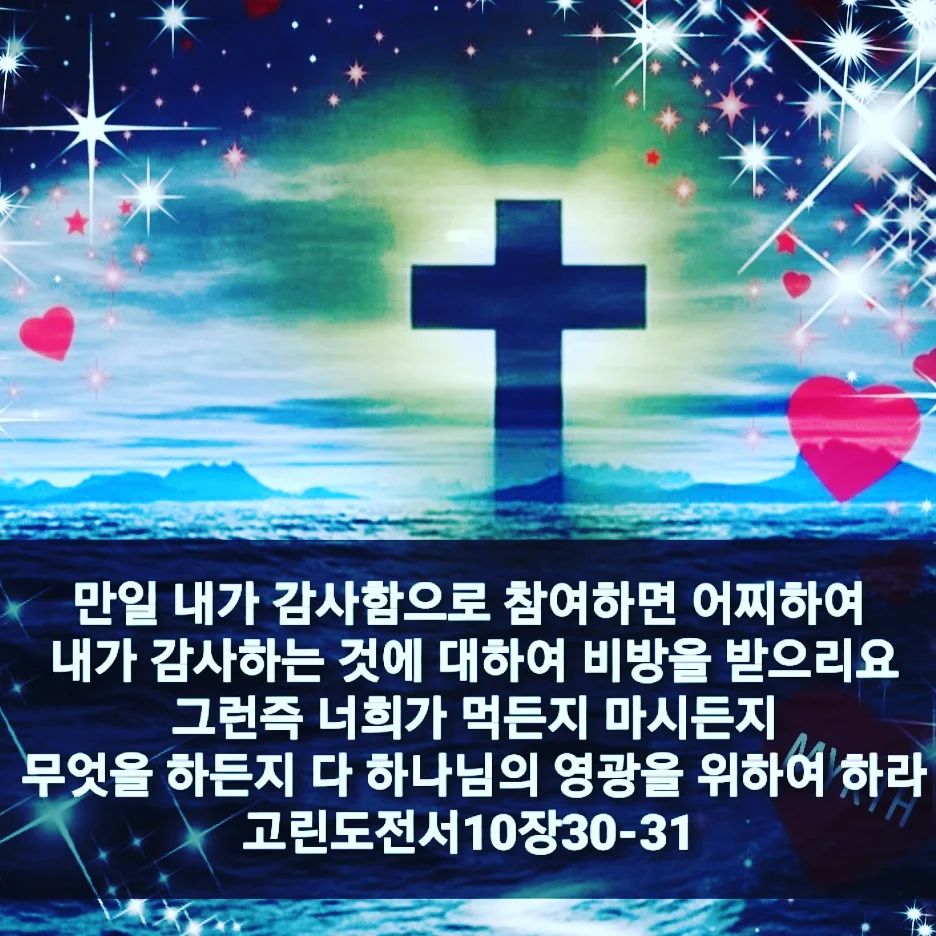 만일 내가 감사함으로 참여하면 어찌하여
내가 감사하는 것에 대하여 비방을 받으리요
그런즉 너희가 먹든지 마시든지
무엇을 하든지 다 하나님의 영광을 위하여 하라
고린도전서10장30-31